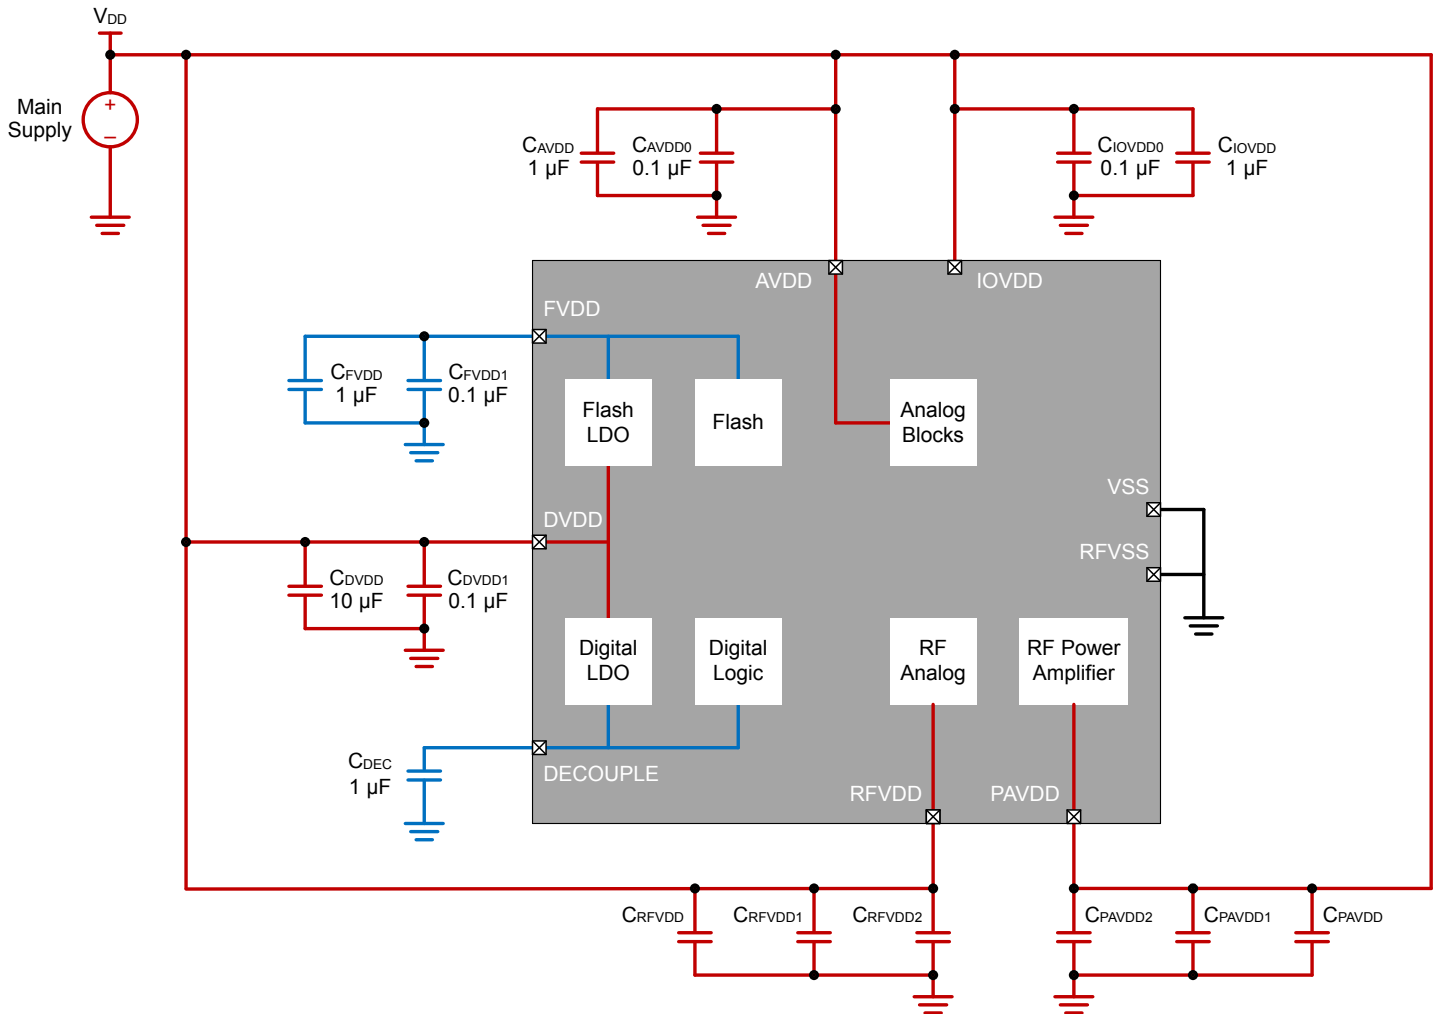 VDD
Main
Supply
+
–
CAVDD
1 µF
CAVDD0
0.1 µF
CIOVDD0
0.1 µF
CIOVDD
1 µF
AVDD
IOVDD
FVDD
CFVDD
1 µF
CFVDD1
0.1 µF
Flash
LDO
Flash
Analog
Blocks
VSS
DVDD
RFVSS
CDVDD
10 µF
CDVDD1
0.1 µF
Digital
LDO
Digital
Logic
RF
Analog
RF Power
Amplifier
CDEC
1 µF
DECOUPLE
RFVDD
PAVDD
CRFVDD
CRFVDD1
CRFVDD2
CPAVDD2
CPAVDD1
CPAVDD